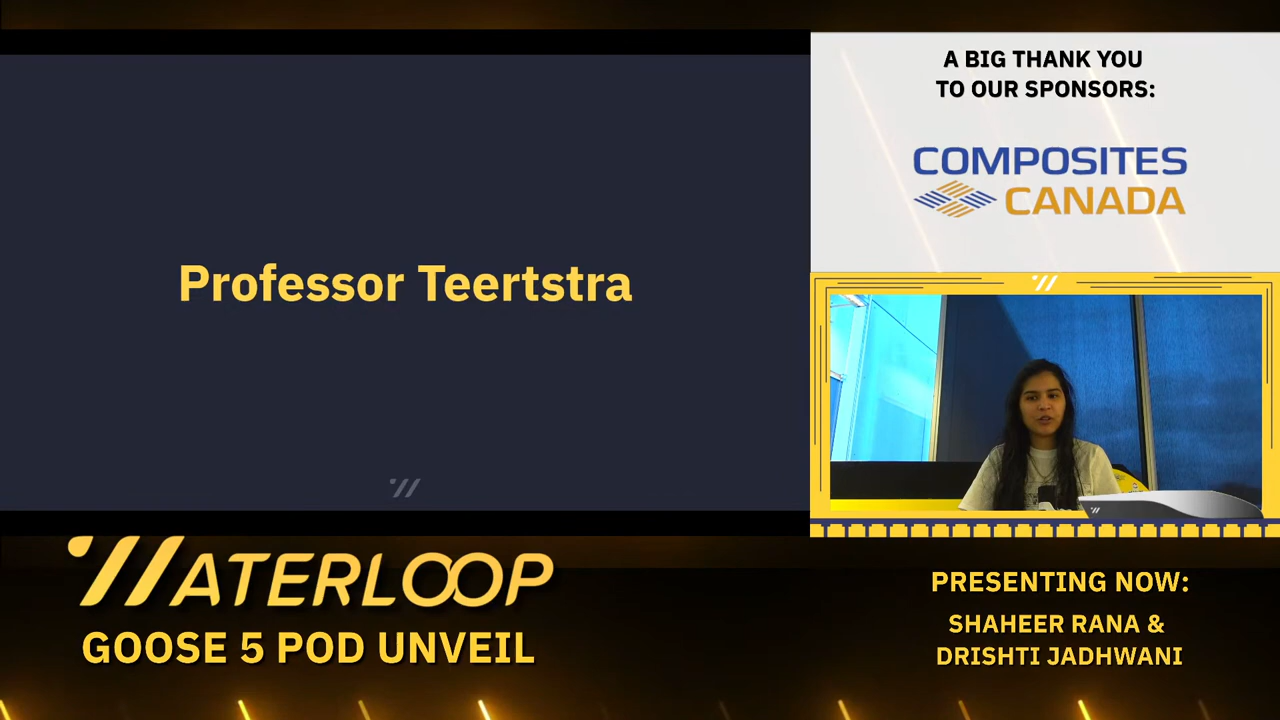 Professor Teertstra
A BIG THANK YOU
TO OUR SPONSORS:
COMPOSITES
CANADA
WATERLOOP
GOOSE 5 POD UNVEIL
PRESENTING NOW:
SHAHEER RANA &
DRISHTI JADHWANI